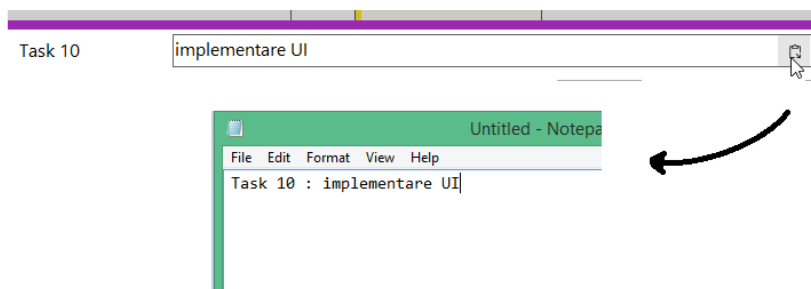 Task 10 implementare UI
Untitled - Notepa
File Edit Format View Help
Task 10 : implementare UI